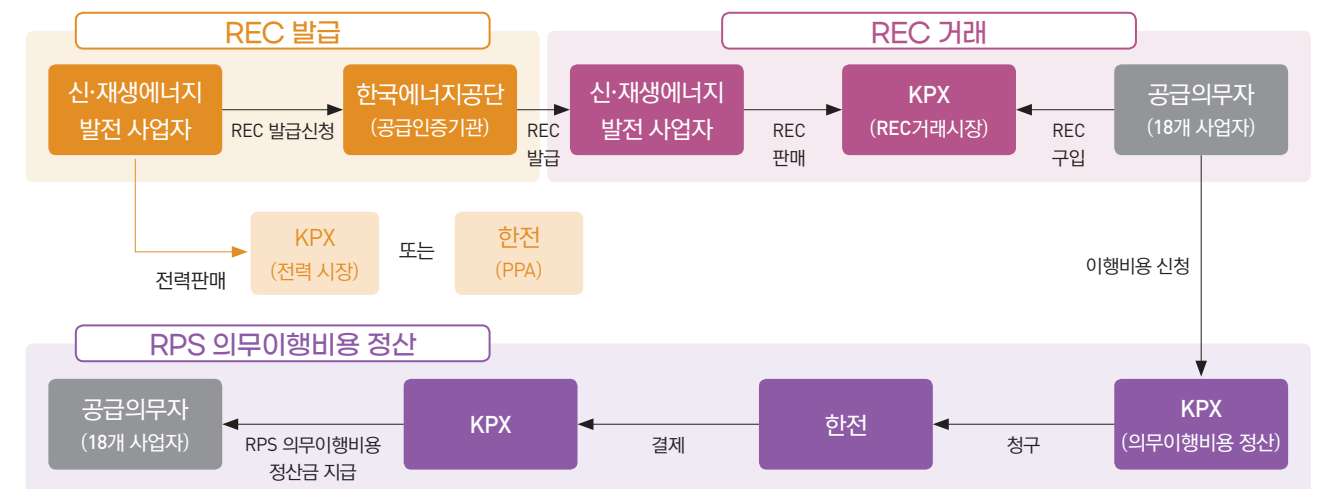 REC 발급
REC 거래
신·재생에너지
발전 사업자
REC 발급신청
한국에너지공단
(공급인증기관)
REC
발급
신·재생에너지
발전 사업자
REC
판매
KPX
(REC거래시장)
REC
구입
공급의무자
(18개 사업자)
전력판매
KPX
(전력 시장)
또는
한전
(PPA)
이행비용 신청
RPS 의무이행비용 정산
공급의무자
(18개 사업자)
RPS 의무이행비용
정산금 지급
KPX
결제
한전
청구
KPX
(의무이행비용 정산)